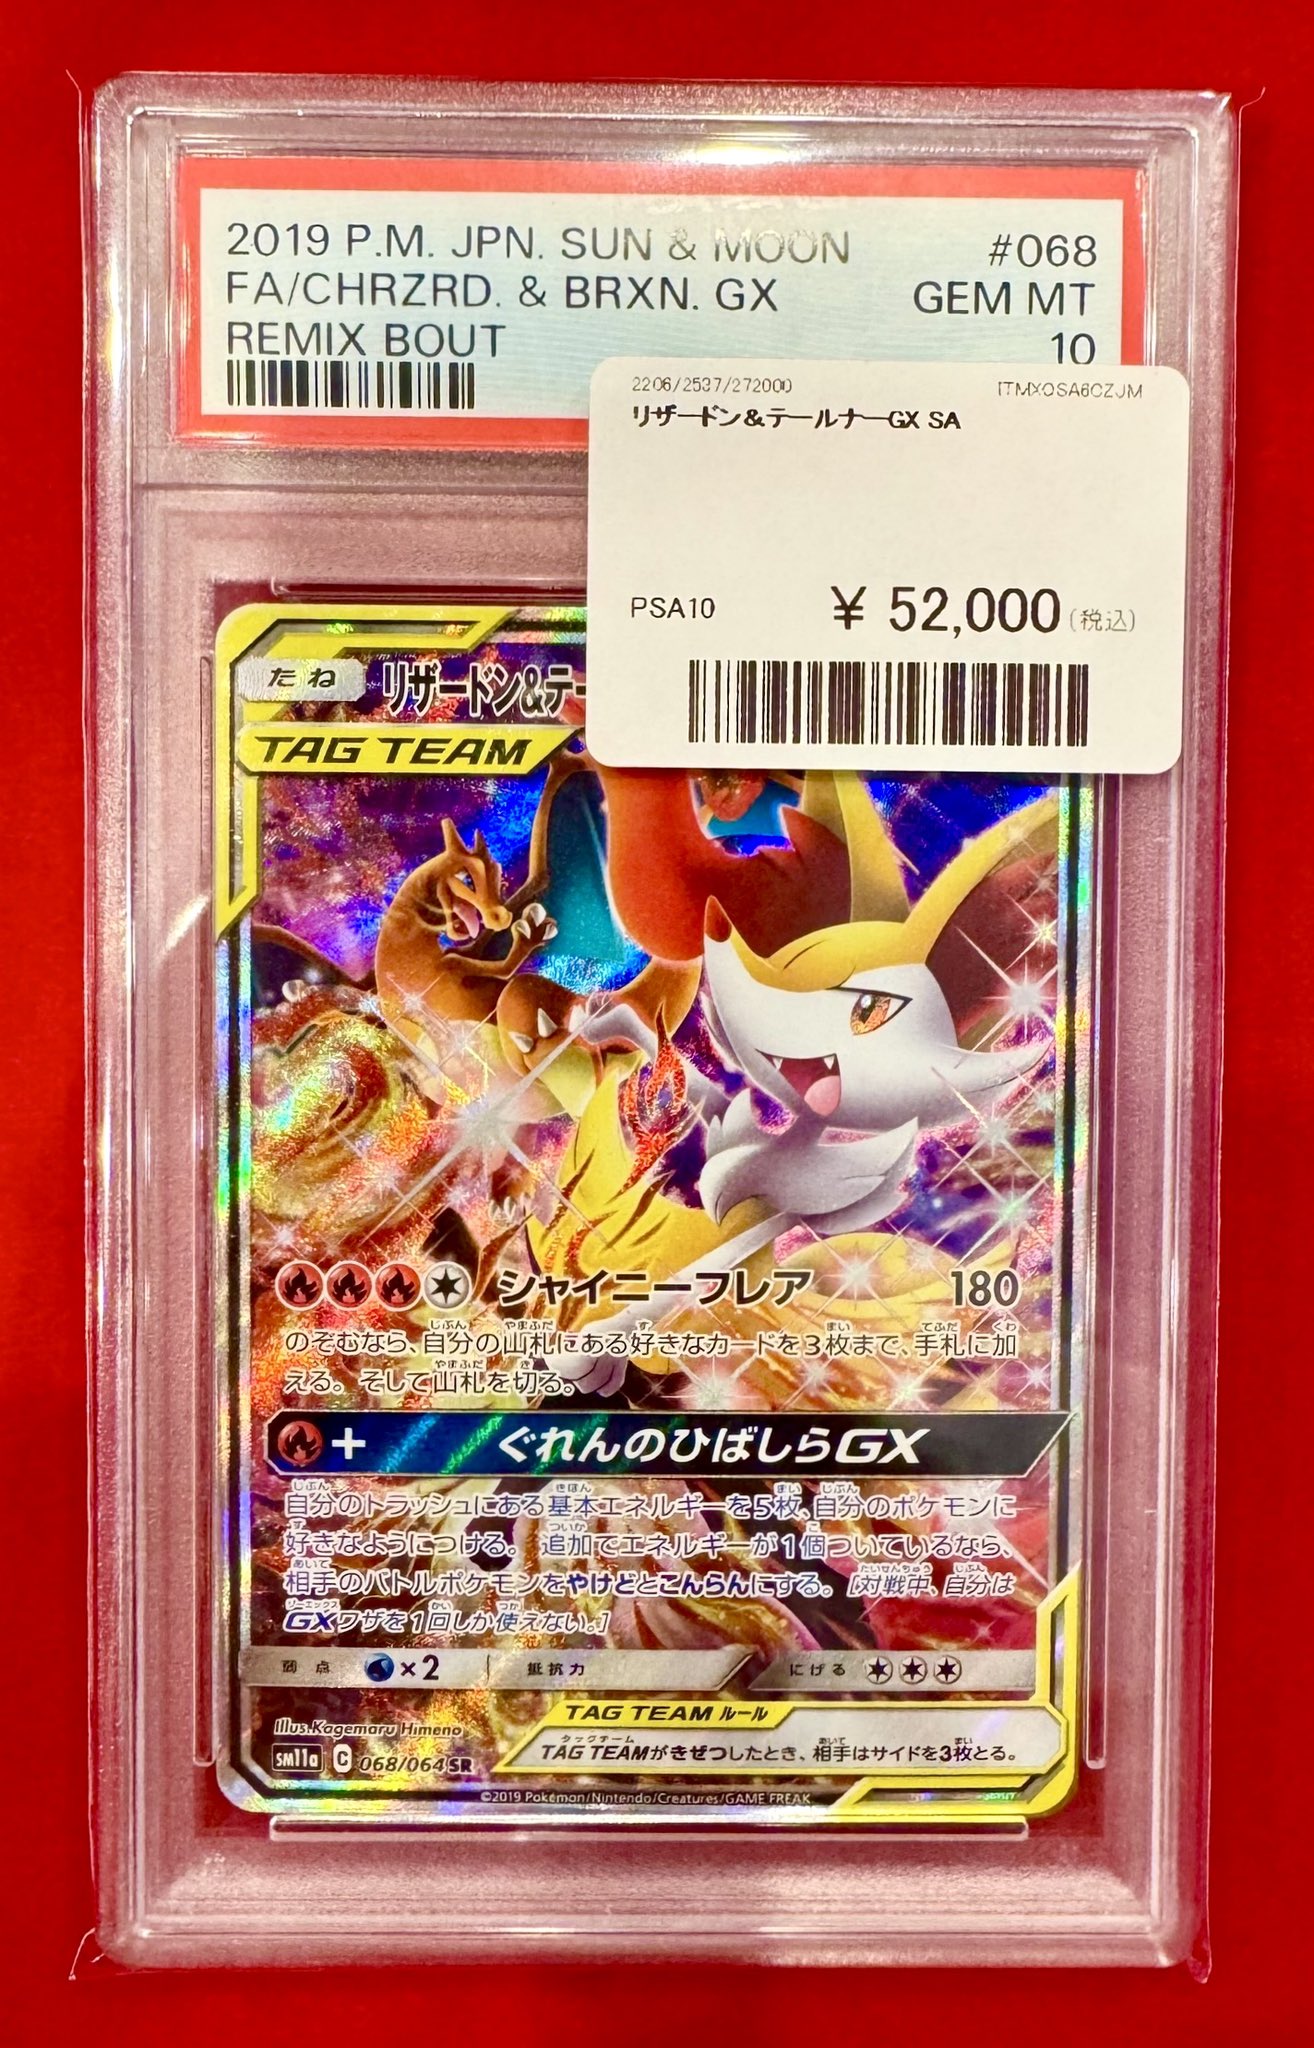 2019 P.M. JPN. SUN & MOON #068
FA/CHRZRD. & BRXN. GX GEM MT
REMIX BOUT 10
2206/2537/272000 ITMXOSA6CZJM
リザードン&テールナーGX SA
PSA10 ¥ 52,000(税込)
たね リザードン&テー
TAG TEAM
シャイニーフレア 180
のぞむなら、自分の山札にある好きなカードを3枚まで、手札に加
える。そして山札を切る。
+ ぐれんのひばしらGX
自分のトラッシュにある基本エネルギーを5枚、自分のポケモンに
好きなようにつける。 追加でエネルギーが1個ついているなら、
相手のバトルポケモンをやけどとこんらんにする。[対戦中、自分は
GXワザを1回しか使えない。]
弱点 ×2 抵抗力 にげる
TAG TEAM ルール
TAG TEAMがきぜつしたとき、相手はサイドを3枚とる。
Illus.Kagemaru Himeno
SM11a C 068/064 SR
©2019 Pokémon/Nintendo/Creatures/GAME FREAK